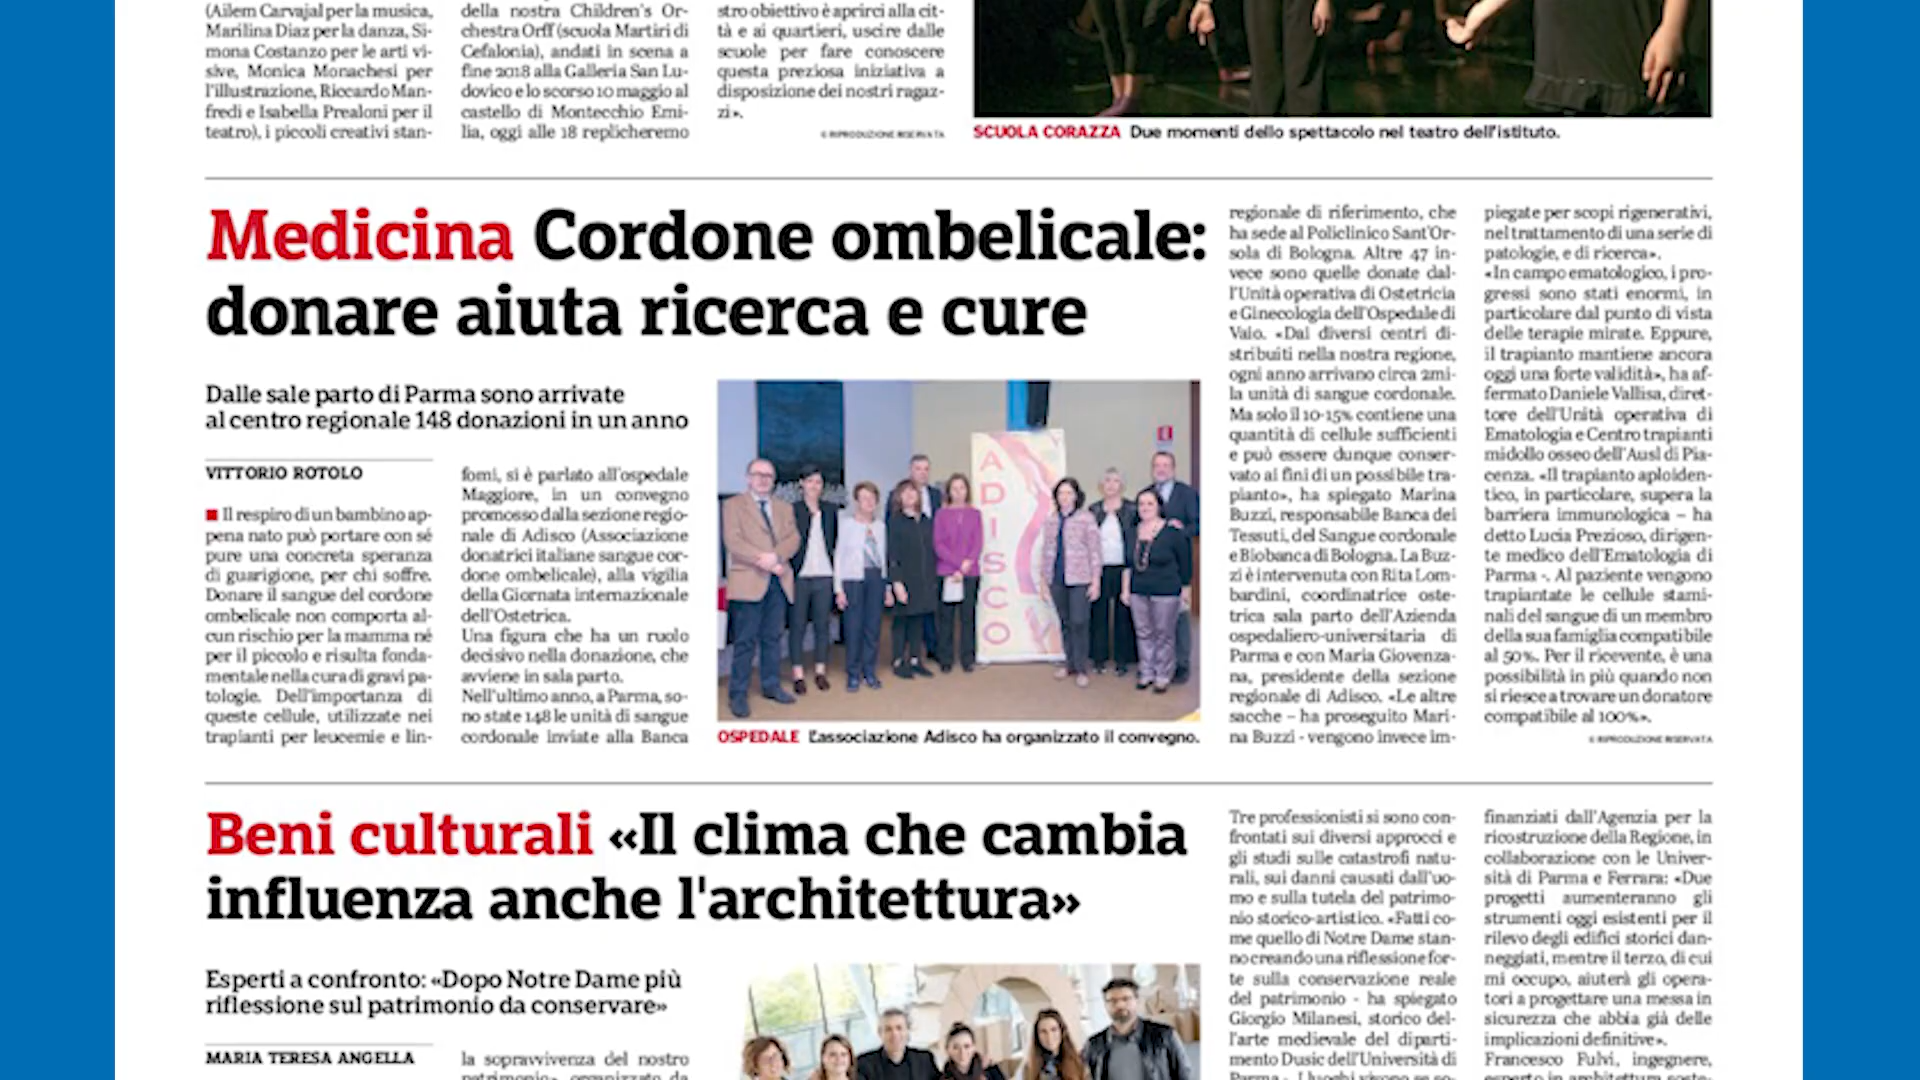 (Ailem Carvajal per la musica,
Marilina Diaz per la danza, Si-
mona Costanzo per le arti vi-
sive, Monica Monachesi per
l'illustrazione, Riccardo Man-
fredi e Isabella Prealoni per il
teatro), i piccoli creativi stan-
della nostra Children's Or-
chestra Orff (scuola Martiri di
Cefalonia), andati in scena a
fine 2018 alla Galleria San Lu-
dovico e lo scorso 10 maggio al
castello di Montecchio Emi-
lia, oggi alle 18 replicheremo
stro obiettivo è aprirci alla cit-
tà e ai quartieri, uscire dalle
scuole per fare conoscere
questa preziosa iniziativa a
disposizione dei nostri ragaz-
zi».
© RIPRODUZIONE RISERVATA
SCUOLA CORAZZA Due momenti dello spettacolo nel teatro dell'istituto.
Medicina Cordone ombelicale:
donare aiuta ricerca e cure
Dalle sale parto di Parma sono arrivate
al centro regionale 148 donazioni in un anno
VITTORIO ROTOLO
Il respiro di un bambino ap-
pena nato può portare con sé
pure una concreta speranza
di guarigione, per chi soffre.
Donare il sangue del cordone
ombelicale non comporta al-
cun rischio per la mamma né
per il piccolo e risulta fonda-
mentale nella cura di gravi pa-
tologie. Dell'importanza di
queste cellule, utilizzate nei
trapianti per leucemie e lin-
fomi, si è parlato all'ospedale
Maggiore, in un convegno
promosso dalla sezione regio-
nale di Adisco (Associazione
donatrici italiane sangue cor-
done ombelicale), alla vigilia
della Giornata internazionale
dell'Ostetrica.
Una figura che ha un ruolo
decisivo nella donazione, che
avviene in sala parto.
Nell'ultimo anno, a Parma, so-
no state 148 le unità di sangue
cordonale inviate alla Banca
ADISCO
OSPEDALE L'associazione Adisco ha organizzato il convegno.
regionale di riferimento, che
ha sede al Policlinico Sant'Or-
sola di Bologna. Altre 47 in-
vece sono quelle donate dal-
l'Unità operativa di Ostetricia
e Ginecologia dell'Ospedale di
Vaio. «Dai diversi centri di-
stribuiti nella nostra regione,
ogni anno arrivano circa 2mi-
la unità di sangue cordonale.
Ma solo il 10-15% contiene una
quantità di cellule sufficienti
e può essere dunque conser-
vato ai fini di un possibile tra-
pianto», ha spiegato Marina
Buzzi, responsabile Banca dei
Tessuti, del Sangue cordonale
e Biobanca di Bologna. La Buz-
zi è intervenuta con Rita Lom-
bardini, coordinatrice oste-
trica sala parto dell'Azienda
ospedaliero-universitaria di
Parma e con Maria Giovenza-
na, presidente della sezione
regionale di Adisco. «Le altre
sacche – ha proseguito Mari-
na Buzzi - vengono invece im-
piegate per scopi rigenerativi,
nel trattamento di una serie di
patologie, e di ricerca».
«In campo ematologico, i pro-
gressi sono stati enormi, in
particolare dal punto di vista
delle terapie mirate. Eppure,
il trapianto mantiene ancora
oggi una forte validità», ha af-
fermato Daniele Vallisa, diret-
tore dell'Unità operativa di
Ematologia e Centro trapianti
midollo osseo dell'Ausl di Pia-
cenza. «Il trapianto aploiden-
tico, in particolare, supera la
barriera immunologica – ha
detto Lucia Prezioso, dirigen-
te medico dell'Ematologia di
Parma -. Al paziente vengono
trapiantate le cellule stami-
nali del sangue di un membro
della sua famiglia compatibile
al 50%. Per il ricevente, è una
possibilità in più quando non
si riesce a trovare un donatore
compatibile al 100%».
© RIPRODUZIONE RISERVATA
Beni culturali «Il clima che cambia
influenza anche l'architettura»
Esperti a confronto: «Dopo Notre Dame più
riflessione sul patrimonio da conservare»
MARIA TERESA ANGELLA
la sopravvivenza del nostro
patrimonio», organizzato da
Tre professionisti si sono con-
frontati sui diversi approcci e
gli studi sulle catastrofi natu-
rali, sui danni causati dall'uo-
mo e sulla tutela del patrimo-
nio storico-artistico. «Fatti co-
me quello di Notre Dame stan-
no creando una riflessione for-
te sulla conservazione reale
del patrimonio - ha spiegato
Giorgio Milanesi, storico del-
l'arte medievale del diparti-
mento Dusic dell'Università di
Parma -. I luoghi vivono se so-
finanziati dall'Agenzia per la
ricostruzione della Regione, in
collaborazione con le Univer-
sità di Parma e Ferrara: «Due
progetti aumenteranno gli
strumenti oggi esistenti per il
rilevo degli edifici storici dan-
neggiati, mentre il terzo, di cui
mi occupo, aiuterà gli opera-
tori a progettare una messa in
sicurezza che abbia già delle
implicazioni definitive».
Francesco Fulvi, ingegnere,
esperto in architettura soste-